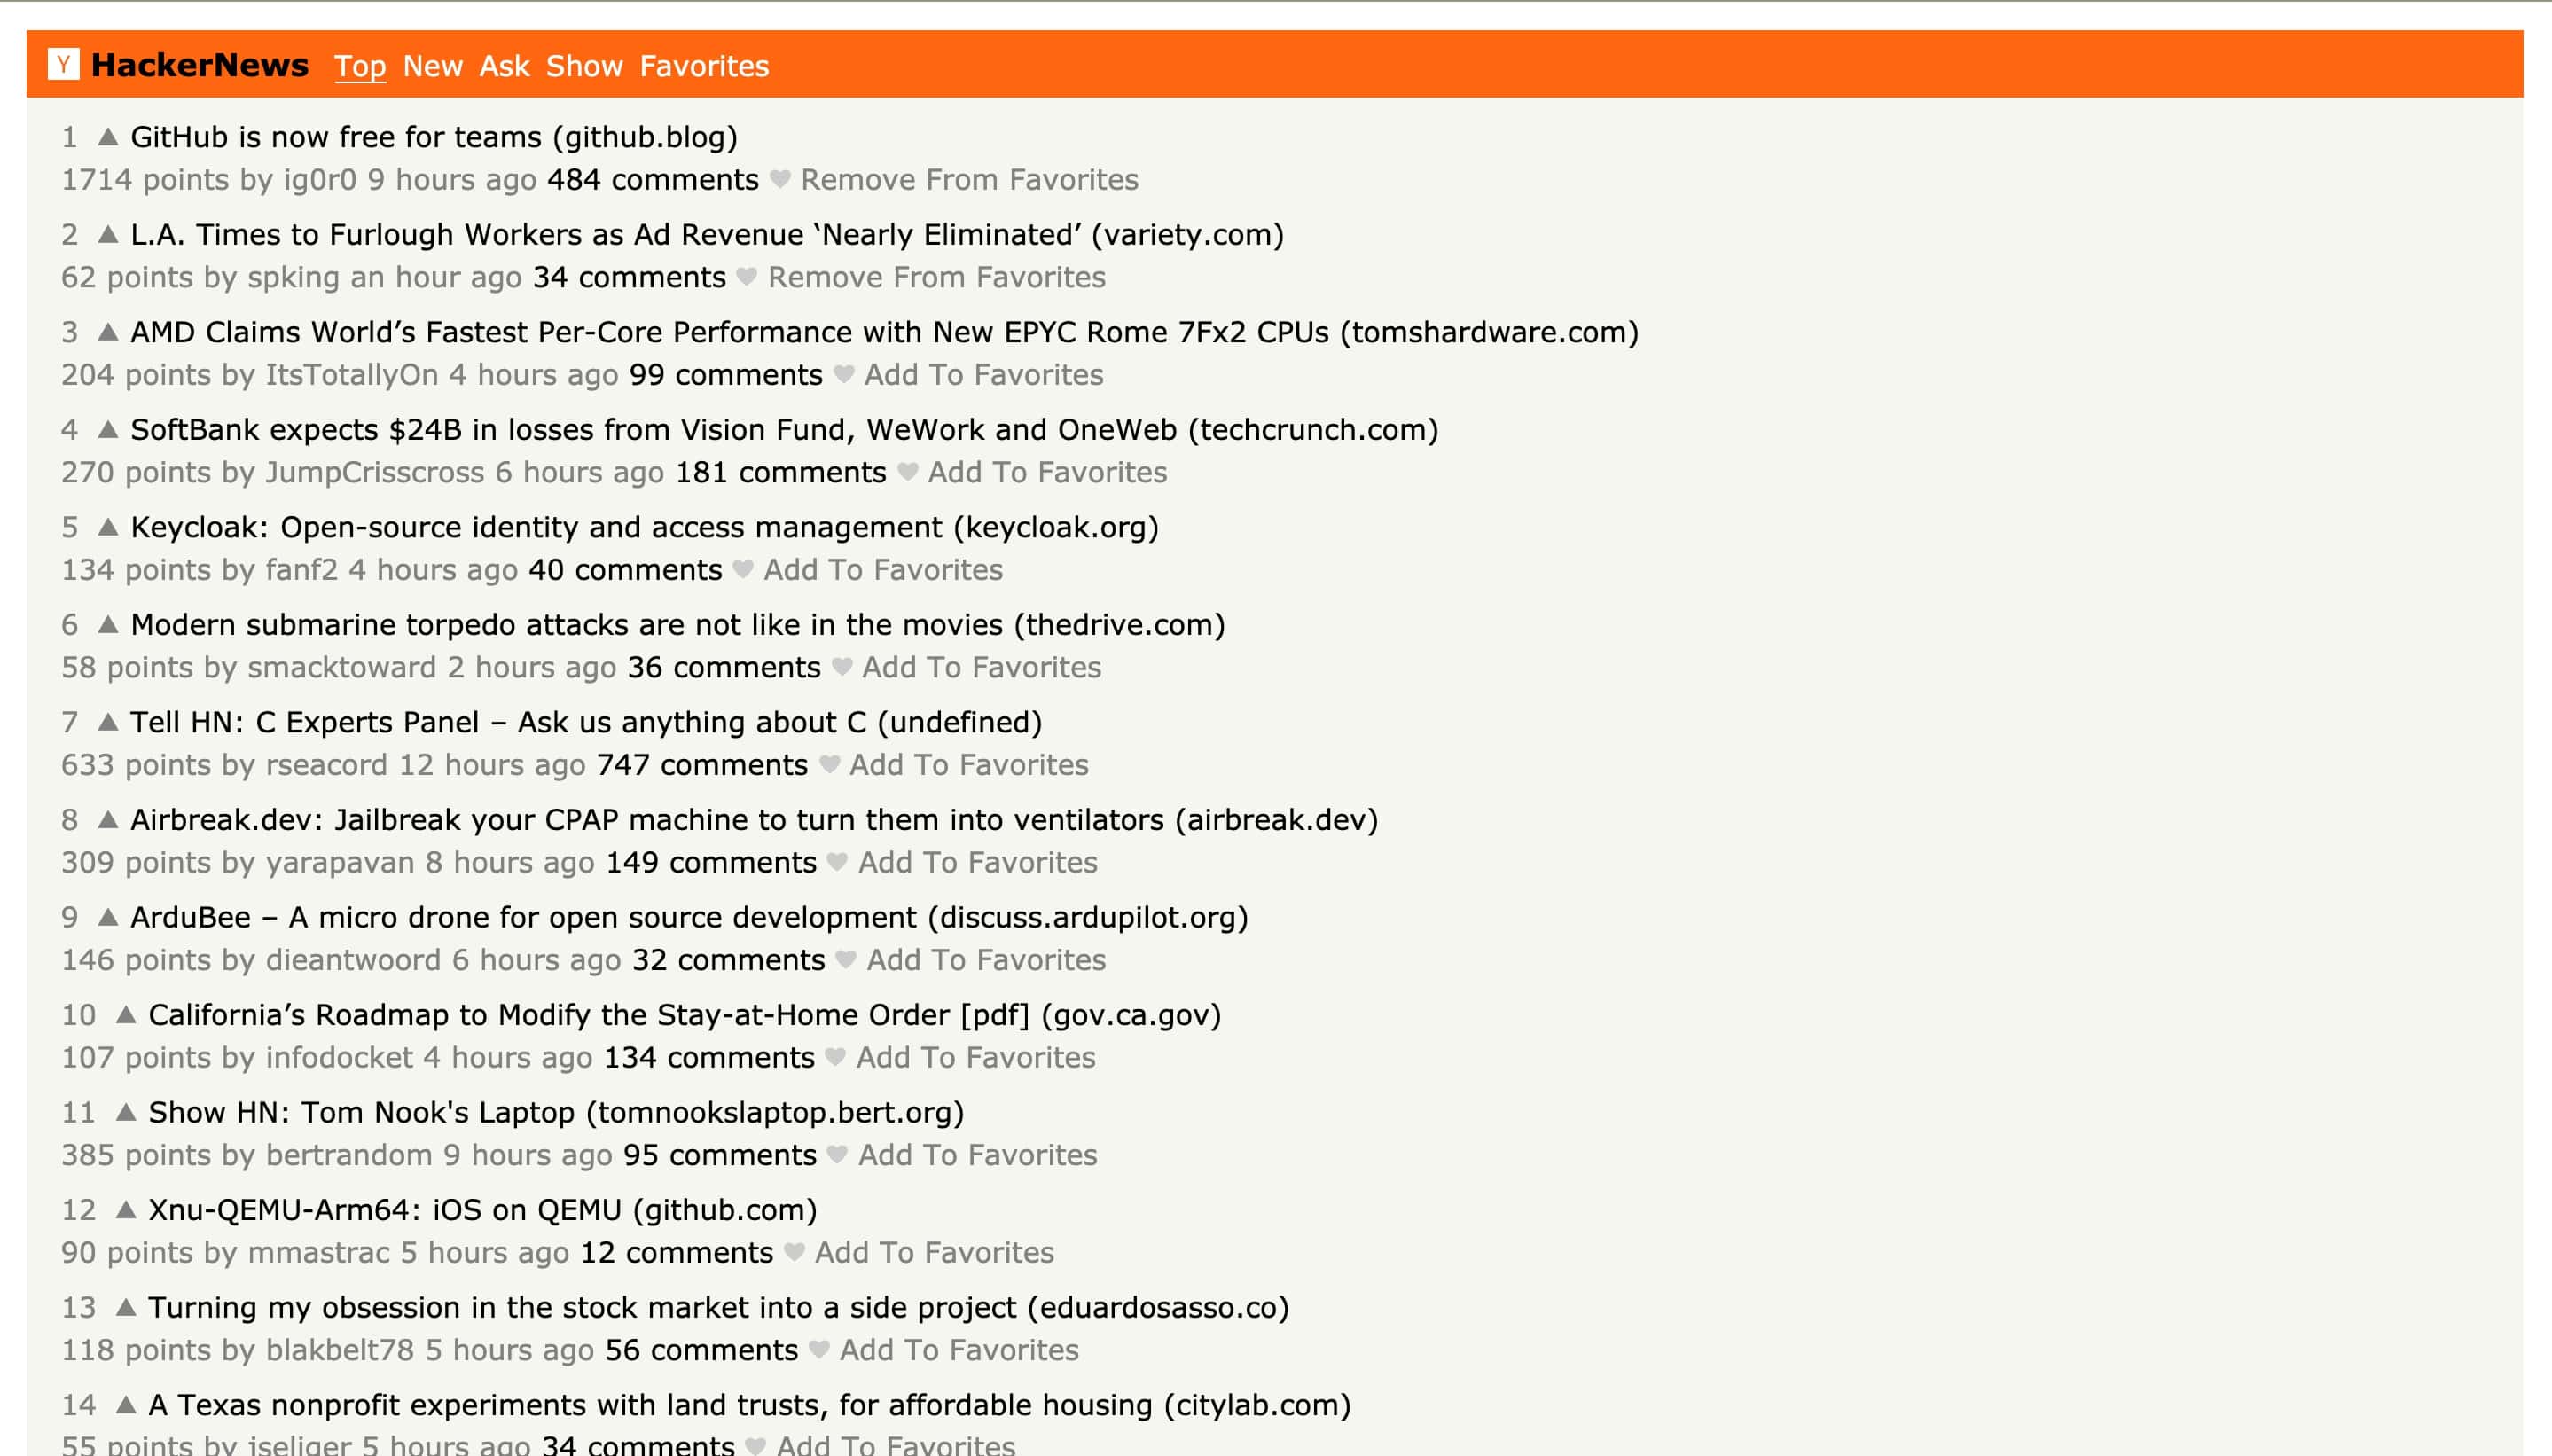 Y HackerNews Top New Ask Show Favorites
1 ▲ GitHub is now free for teams (github.blog)
1714 points by ig0r0 9 hours ago 484 comments ♥ Remove From Favorites
2 ▲ L.A. Times to Furlough Workers as Ad Revenue ‘Nearly Eliminated’ (variety.com)
62 points by spking an hour ago 34 comments ♥ Remove From Favorites
3 ▲ AMD Claims World’s Fastest Per-Core Performance with New EPYC Rome 7Fx2 CPUs (tomshardware.com)
204 points by ItsTotallyOn 4 hours ago 99 comments ♥ Add To Favorites
4 ▲ SoftBank expects $24B in losses from Vision Fund, WeWork and OneWeb (techcrunch.com)
270 points by JumpCrisscross 6 hours ago 181 comments ♥ Add To Favorites
5 ▲ Keycloak: Open-source identity and access management (keycloak.org)
134 points by fanf2 4 hours ago 40 comments ♥ Add To Favorites
6 ▲ Modern submarine torpedo attacks are not like in the movies (thedrive.com)
58 points by smacktoward 2 hours ago 36 comments ♥ Add To Favorites
7 ▲ Tell HN: C Experts Panel – Ask us anything about C (undefined)
633 points by rseacord 12 hours ago 747 comments ♥ Add To Favorites
8 ▲ Airbreak.dev: Jailbreak your CPAP machine to turn them into ventilators (airbreak.dev)
309 points by yarapavan 8 hours ago 149 comments ♥ Add To Favorites
9 ▲ ArduBee – A micro drone for open source development (discuss.ardupilot.org)
146 points by dieantwoord 6 hours ago 32 comments ♥ Add To Favorites
10 ▲ California’s Roadmap to Modify the Stay-at-Home Order [pdf] (gov.ca.gov)
107 points by infodocket 4 hours ago 134 comments ♥ Add To Favorites
11 ▲ Show HN: Tom Nook's Laptop (tomnookslaptop.bert.org)
385 points by bertrandom 9 hours ago 95 comments ♥ Add To Favorites
12 ▲ Xnu-QEMU-Arm64: iOS on QEMU (github.com)
90 points by mmastrac 5 hours ago 12 comments ♥ Add To Favorites
13 ▲ Turning my obsession in the stock market into a side project (eduardosasso.co)
118 points by blakbelt78 5 hours ago 56 comments ♥ Add To Favorites
14 ▲ A Texas nonprofit experiments with land trusts, for affordable housing (citylab.com)
55 points by jseliger 5 hours ago 34 comments ♥ Add To Favorites